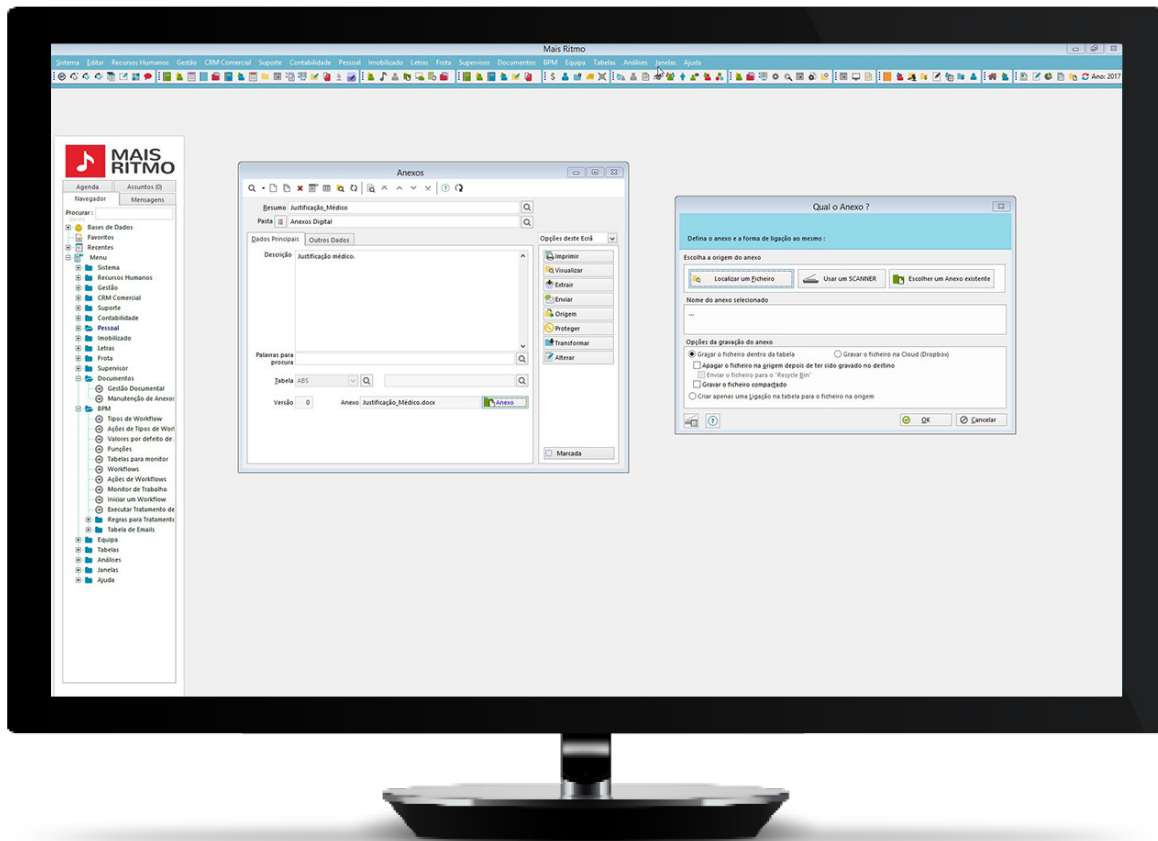 Mais Ritmo
Sistema Editar Recursos Humanos Gestão CRM Comercial Suporte Contabilidade Pessoal Imobilizado Letras Frota Supervisor Documentos BPM Equipa Tabelas Análises Janelas Ajuda
Ano: 2017
MAIS
RITMO
Agenda Assuntos (0)
Navegador Mensagens
Procurar :
Bases de Dados
Favoritos
Recentes
Menu
Sistema
Recursos Humanos
Gestão
CRM Comercial
Suporte
Contabilidade
Pessoal
Imobilizado
Letras
Frota
Supervisor
Documentos
Gestão Documental
Manutenção de Anexos
BPM
Tipos de Workflow
Ações de Tipos de Worl
Valores por defeito de
Funções
Tabelas para monitor
Workflows
Ações de Workflows
Monitor de Trabalho
Iniciar um Workflow
Executar Tratamento de
Regras para Tratamento
Tabela de Emails
Equipa
Tabelas
Análises
Janelas
Ajuda
Anexos
Resumo Justificação_Médico
Pasta Anexos Digital
Dados Principais Outros Dados
Descrição Justificação médico.
Palavras para
procura
Tabela ABS
Versão 0 Anexo Justificação_Médico.docx Anexo
Opções deste Ecrã
Imprimir
Visualizar
Extrair
Enviar
Origem
Proteger
Transformar
Alterar
Marcada
Qual o Anexo ?
Defina o anexo e a forma de ligação ao mesmo :
Escolha a origem do anexo
Localizar um Ficheiro Usar um SCANNER Escolher um Anexo existente
Nome do anexo selecionado
...
Opções da gravação do anexo
Gravar o ficheiro dentro da tabela Gravar o ficheiro na Cloud (Dropbox)
Apagar o ficheiro na origem depois de ter sido gravado no destino
Enviar o ficheiro para o 'Recycle Bin'
Gravar o ficheiro compactado
Criar apenas uma Ligação na tabela para o ficheiro na origem
OK Cancelar